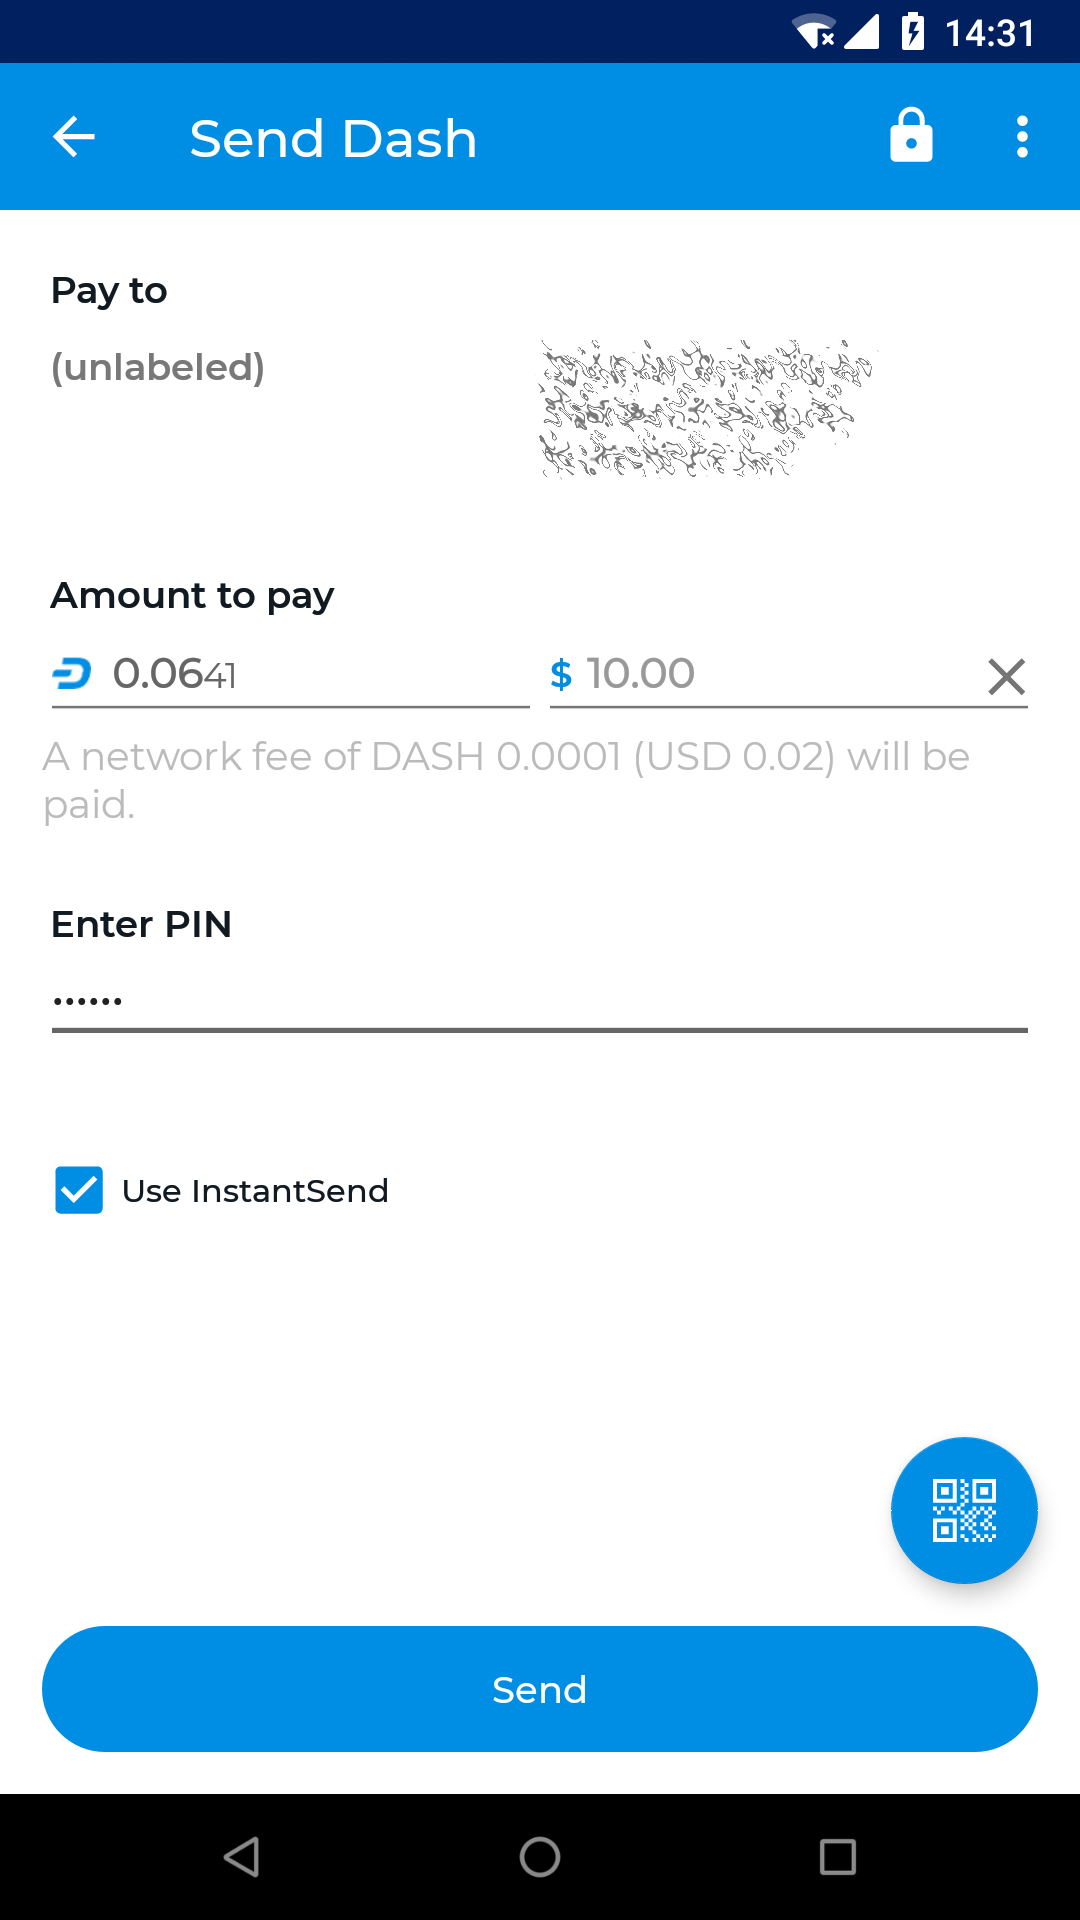 14:31
Send Dash
Pay to
(unlabeled)
Amount to pay
0.0641
$ 10.00
A network fee of DASH 0.0001 (USD 0.02) will be
paid.
Enter PIN
••••••
Use InstantSend
Send